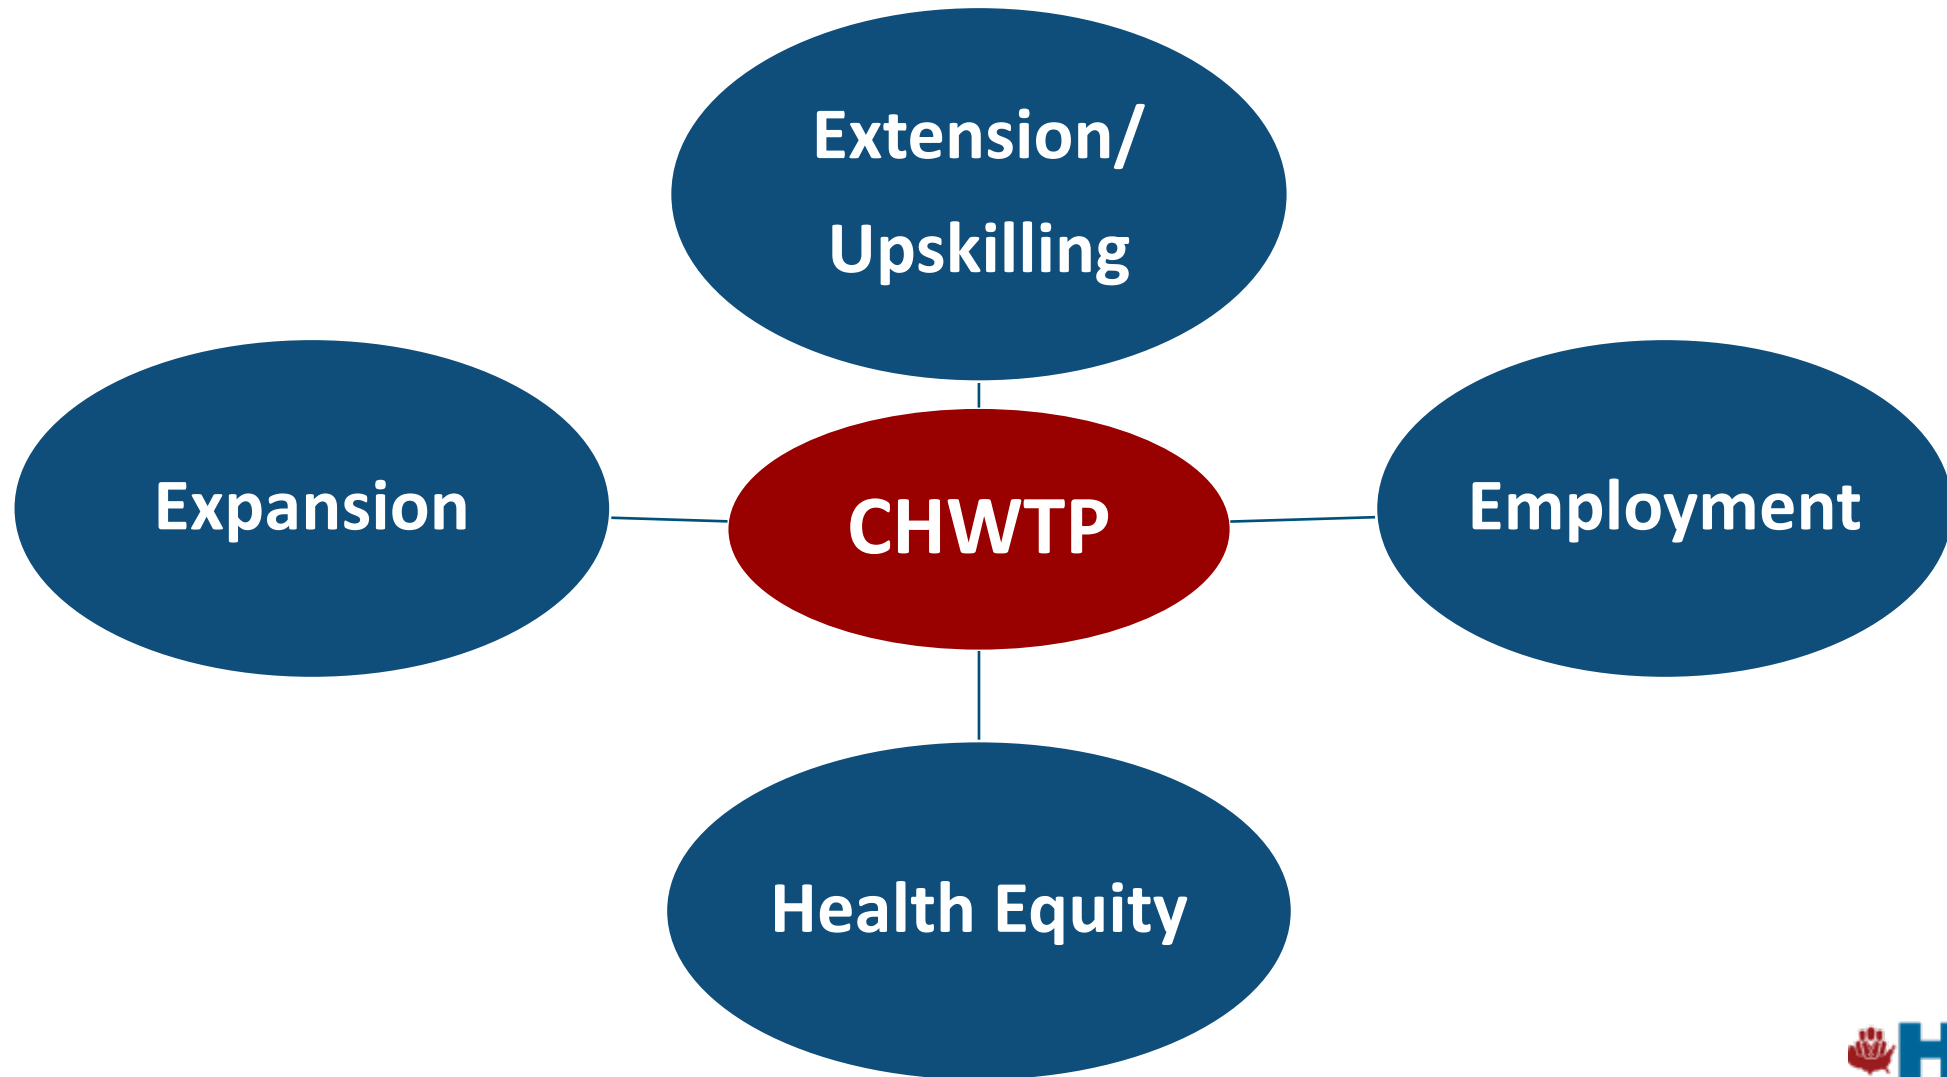 Extension/
Upskilling
Expansion
CHWTP
Employment
Health Equity
H